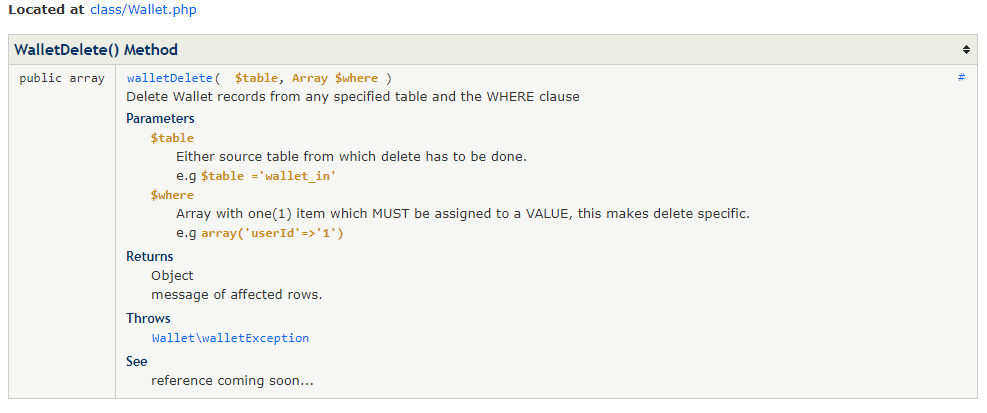 Located at class/Wallet.php
WalletDelete() Method
public array walletDelete( $table, Array $where ) #
Delete Wallet records from any specified table and the WHERE clause
Parameters
$table
Either source table from which delete has to be done.
e.g $table ='wallet_in'
$where
Array with one(1) item which MUST be assigned to a VALUE, this makes delete specific.
e.g array('userId'=>'1')
Returns
Object
message of affected rows.
Throws
Wallet\walletException
See
reference coming soon...